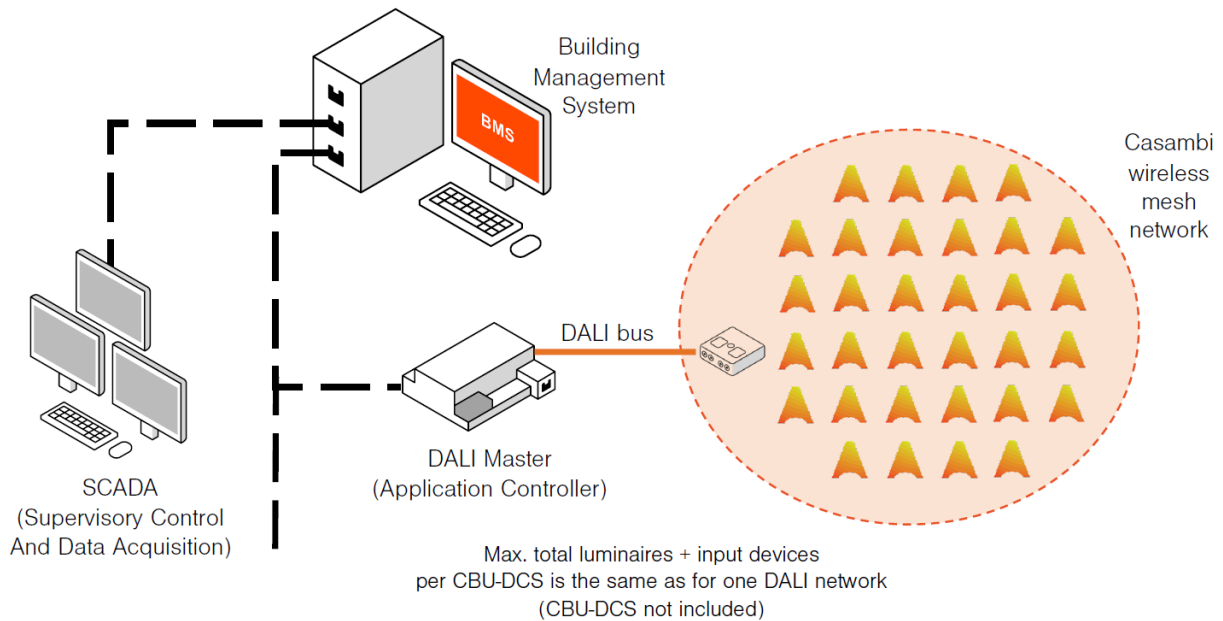 Building
Management
System
BMS
Casambi
wireless
mesh
network
DALI bus
DALI Master
(Application Controller)
SCADA
(Supervisory Control
And Data Acquisition)
Max. total luminaires + input devices
per CBU-DCS is the same as for one DALI network
(CBU-DCS not included)